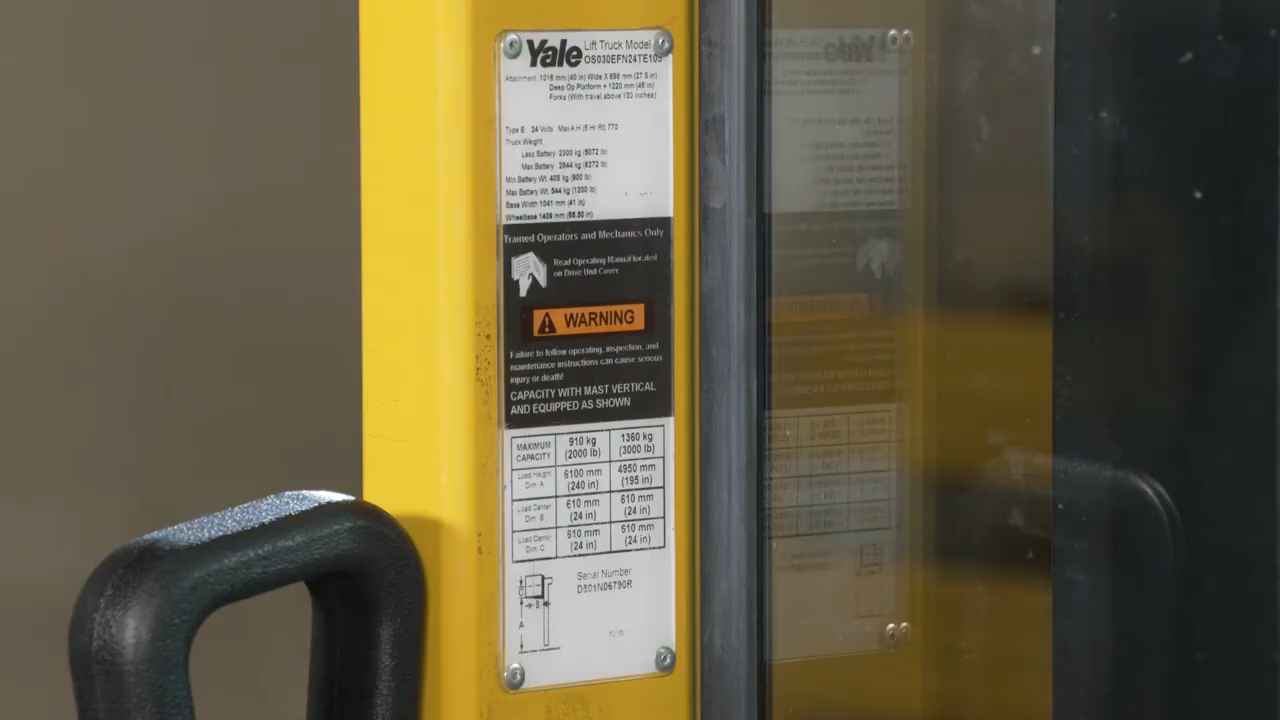 Yale Lift Truck Model
OS030EFN24TE105
Attachment 1016 mm (40 in) Wide X 698 mm (27.5 in)
Deep Op Platform + 1220 mm (48 in)
Forks (With travel above 150 inches)
Type E 24 Volts Max A H (6 Hr Rt) 770
Truck Weight
Less Battery 2300 kg (5072 lb)
Max Battery 2844 kg (6272 lb)
Min Battery Wt. 408 kg (900 lb)
Max Battery Wt. 544 kg (1200 lb)
Base Width 1041 mm (41 in)
Wheelbase 1409 mm (55.50 in)
Trained Operators and Mechanics Only
Read Operating Manual located
on Drive Unit Cover
WARNING
Failure to follow operating, inspection, and
maintenance instructions can cause serious
injury or death!
CAPACITY WITH MAST VERTICAL
AND EQUIPPED AS SHOWN
MAXIMUM CAPACITY 910 kg (2000 lb) 1360 kg (3000 lb)
Load Height Dim. A 6100 mm (240 in) 4950 mm (195 in)
Load Center Dim. B 610 mm (24 in) 610 mm (24 in)
Load Center Dim. C 610 mm (24 in) 610 mm (24 in)
Serial Number
D801N06790R
C
B
A